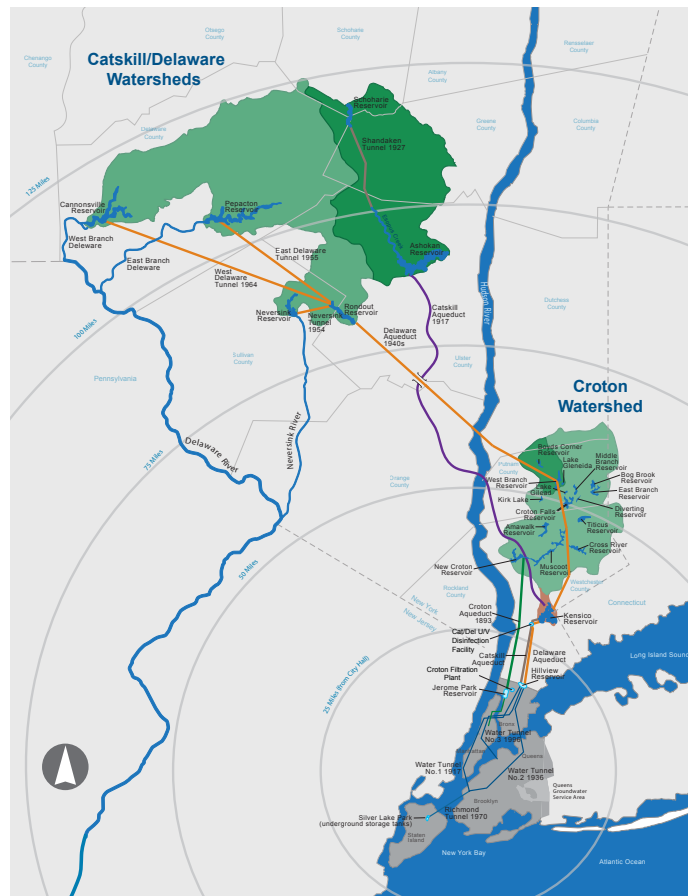 Otsego
County
Schoharie
County
Chenango
County
Catskill/Delaware
Watersheds
Rensselaer
County
Albany
County
Schoharie
Reservoir
Delaware
County
Shandaken
Tunnel 1927
Greene
County
Columbia
County
125 Miles
Cannonsville
Reservoir
Pepacton
Reservoir
Esopus Creek
West Branch
Deleware
East Branch
Deleware
East Delaware
Tunnel 1955
Ashokan
Reservoir
West
Delaware
Tunnel 1964
Hudson River
Neversink
Reservoir
Neversink
Tunnel
1954
Rondout
Reservoir
Catskill
Aqueduct
1917
Dutchess
County
100 Miles
Delaware
Aqueduct
1940s
Sullivan
County
Ulster
County
Pennsylvania
Croton
Watershed
75 Miles
Delaware River
Neversink River
Boyds Corner
Reservoir
Lake
Gleneida
Middle
Branch
Reservoir
Putnam
County
West Branch
Reservoir
Lake
Gilead
Bog Brook
Reservoir
East Branch
Reservoir
Orange
County
Kirk Lake
Croton Falls
Reservoir
Diverting
Reservoir
Titicus
Reservoir
Amawalk
Reservoir
Cross River
Reservoir
50 Miles
New Croton
Reservoir
Muscoot
Reservoir
Rockland
County
Westchester
County
New York
New Jersey
Croton
Aqueduct
1893
Connecticut
Kensico
Reservoir
Cat/Del U/V
Disinfection
Facility
Catskill
Aqueduct
Delaware
Aqueduct
Long Island Sound
25 Miles (from City Hall)
Croton Filtration
Plant
Hillview
Reservoir
Jerome Park
Reservoir
Bronx
Water Tunnel
No.3 1998
Manhattan
Queens
Water Tunnel
No.1 1917
Water Tunnel
No.2 1936
Queens
Groundwater
Service Area
Brooklyn
Richmond
Tunnel 1970
Silver Lake Park
(underground storage tanks)
Staten
Island
New York Bay
Atlantic Ocean